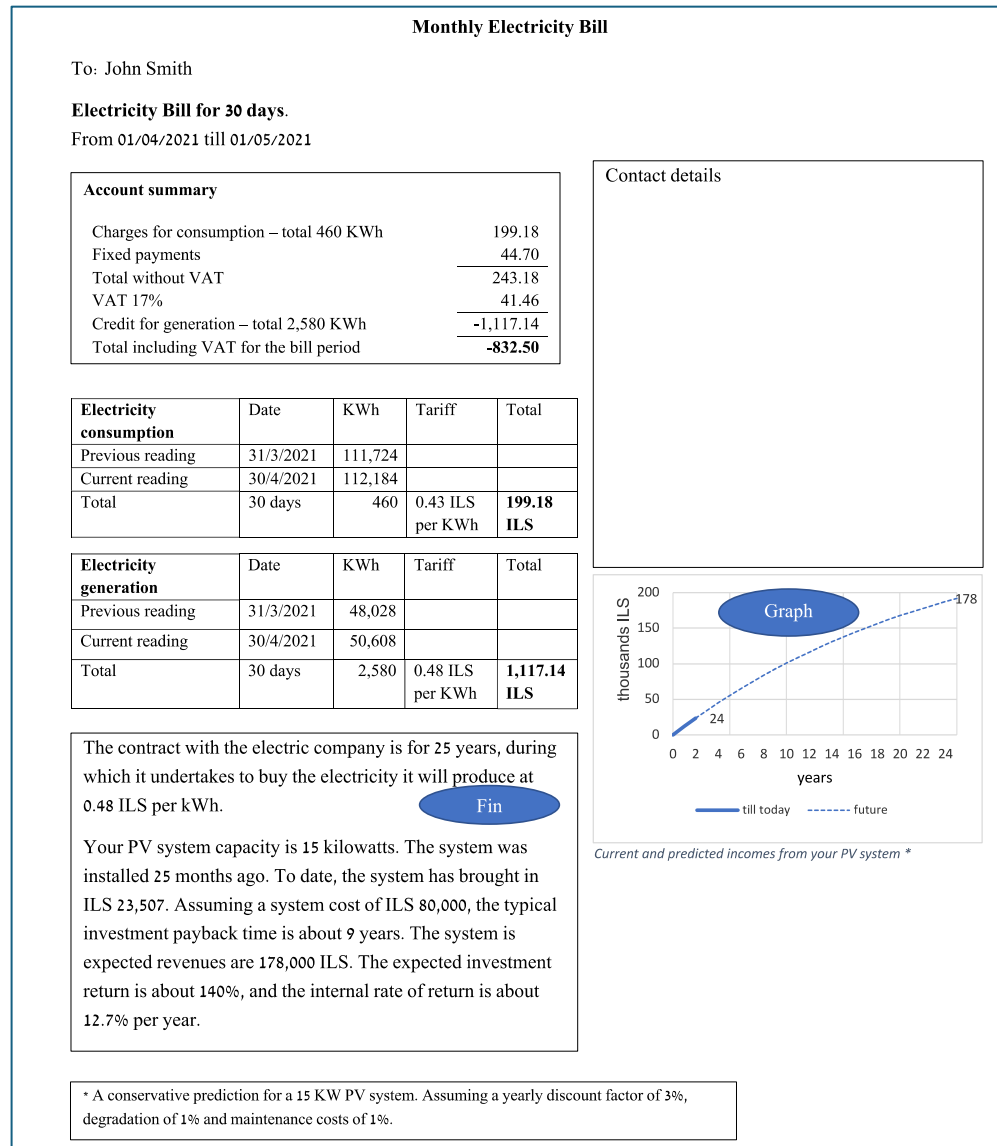 Monthly Electricity Bill
To: John Smith
Electricity Bill for 30 days.
From 01/04/2021 till 01/05/2021
Account summary
Charges for consumption – total 460 KWh 199.18
Fixed payments 44.70
Total without VAT 243.18
VAT 17% 41.46
Credit for generation – total 2,580 KWh -1,117.14
Total including VAT for the bill period -832.50
Contact details
Electricity Date KWh Tariff Total
consumption
Previous reading 31/3/2021 111,724
Current reading 30/4/2021 112,184
Total 30 days 460 0.43 ILS 199.18
per KWh ILS
Electricity Date KWh Tariff Total
generation
Previous reading 31/3/2021 48,028
Current reading 30/4/2021 50,608
Total 30 days 2,580 0.48 ILS 1,117.14
per KWh ILS
Graph
thousands ILS
200
150
100
50
0
178
24
0 2 4 6 8 10 12 14 16 18 20 22 24
years
till today future
Current and predicted incomes from your PV system *
The contract with the electric company is for 25 years, during
which it undertakes to buy the electricity it will produce at
0.48 ILS per kWh.
Fin
Your PV system capacity is 15 kilowatts. The system was
installed 25 months ago. To date, the system has brought in
ILS 23,507. Assuming a system cost of ILS 80,000, the typical
investment payback time is about 9 years. The system is
expected revenues are 178,000 ILS. The expected investment
return is about 140%, and the internal rate of return is about
12.7% per year.
* A conservative prediction for a 15 KW PV system. Assuming a yearly discount factor of 3%,
degradation of 1% and maintenance costs of 1%.